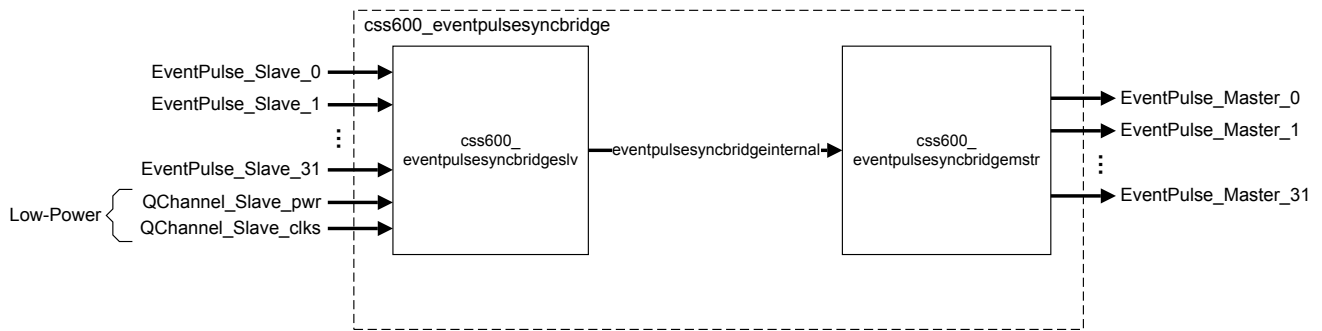 css600_eventpulsesyncbridge
EventPulse_Slave_0
EventPulse_Slave_1
⋮
EventPulse_Slave_31
Low-Power
QChannel_Slave_pwr
QChannel_Slave_clks
css600_
eventpulsesyncbridgeslv
eventpulsesyncbridgeinternal
css600_
eventpulsesyncbridgemstr
EventPulse_Master_0
EventPulse_Master_1
⋮
EventPulse_Master_31